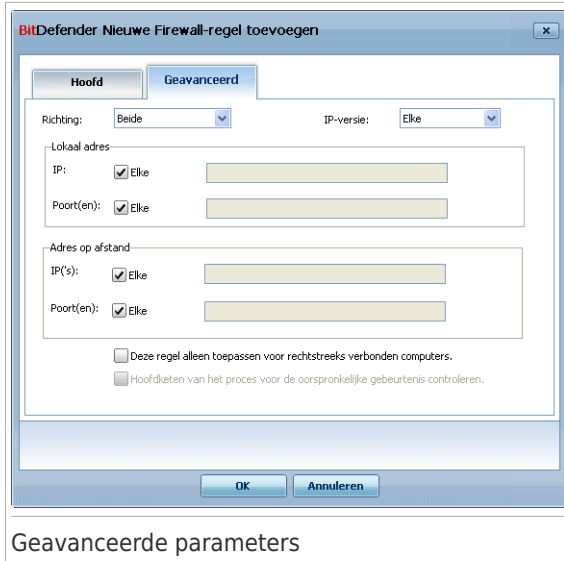 BitDefender Nieuwe Firewall-regel toevoegen
Hoofd Geavanceerd
Richting: Beide IP-versie: Elke
Lokaal adres
IP: Elke
Poort(en): Elke
Adres op afstand
IP('s): Elke
Poort(en): Elke
Deze regel alleen toepassen voor rechtstreeks verbonden computers.
Hoofdketen van het proces voor de oorspronkelijke gebeurtenis controleren.
OK Annuleren
Geavanceerde parameters